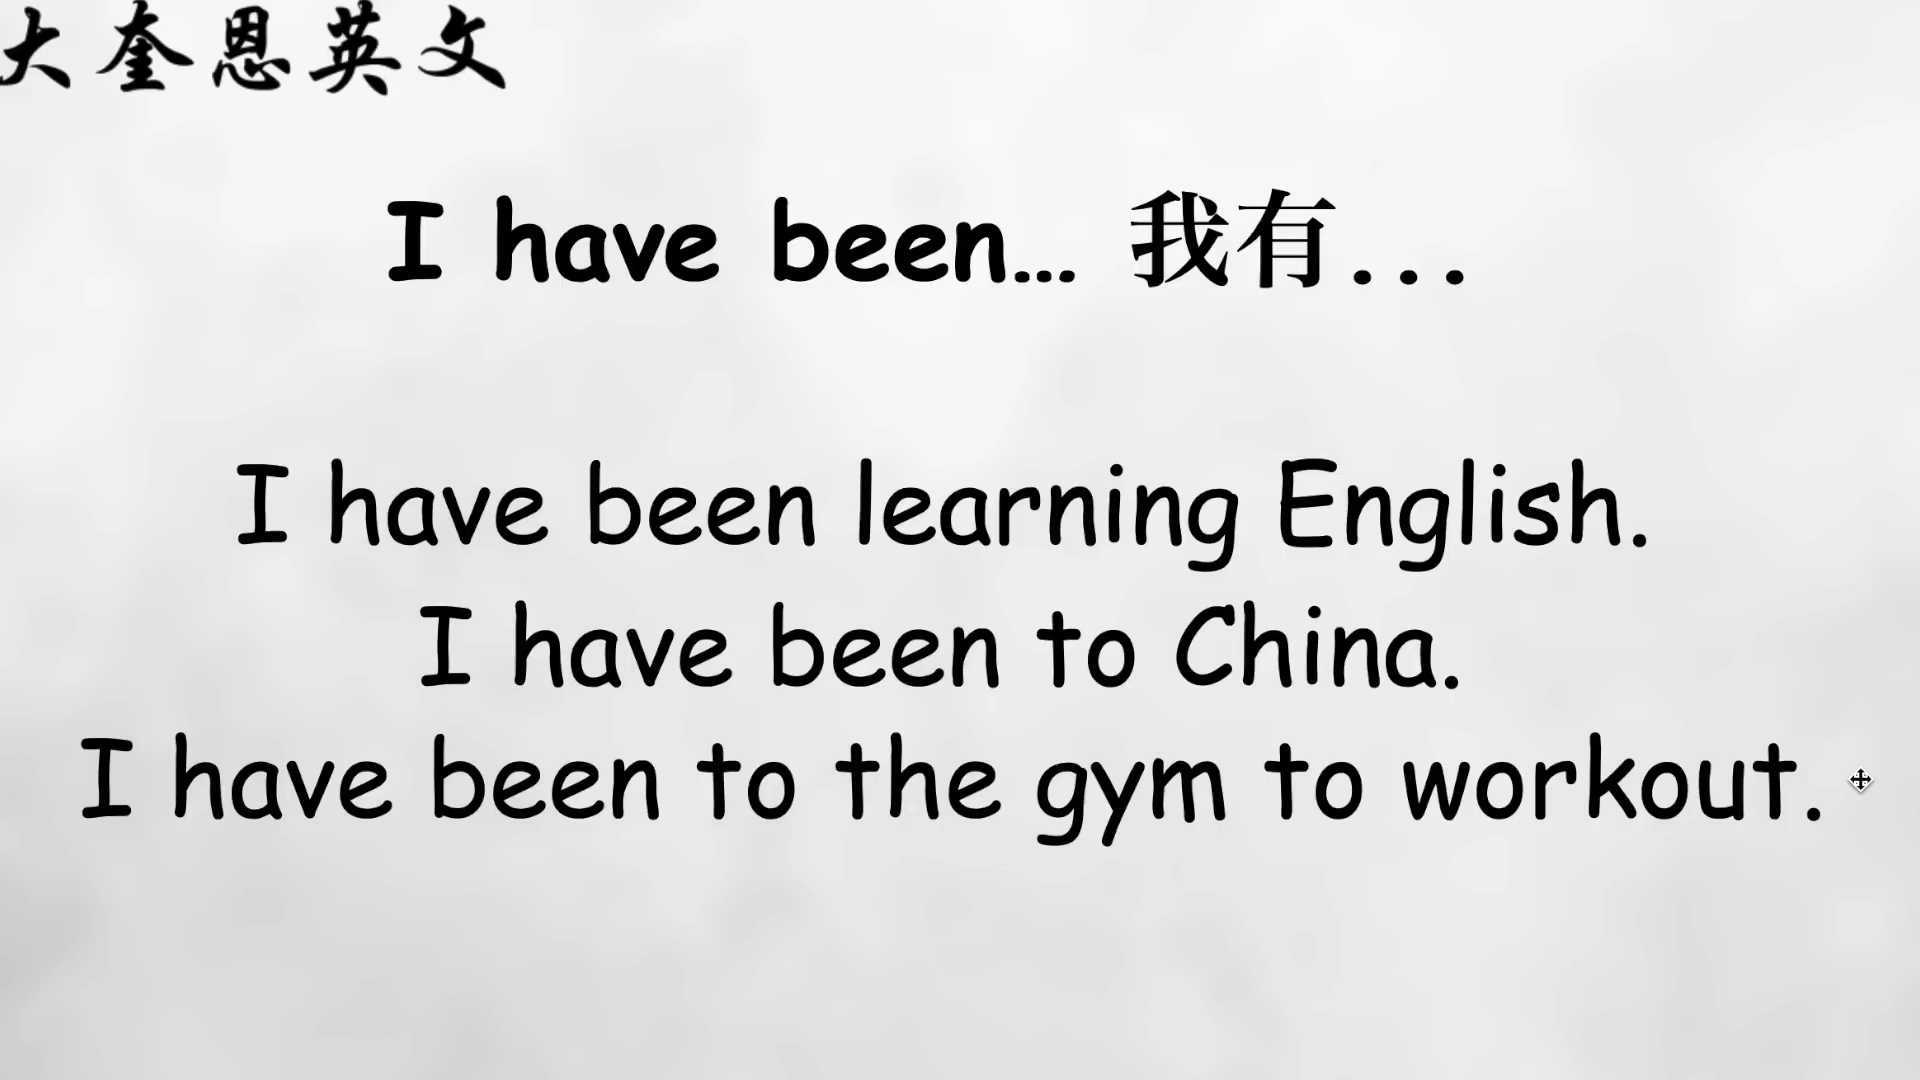 大奎恩英文
I have been... 我有...
I have been learning English.
I have been to China.
I have been to the gym to workout.